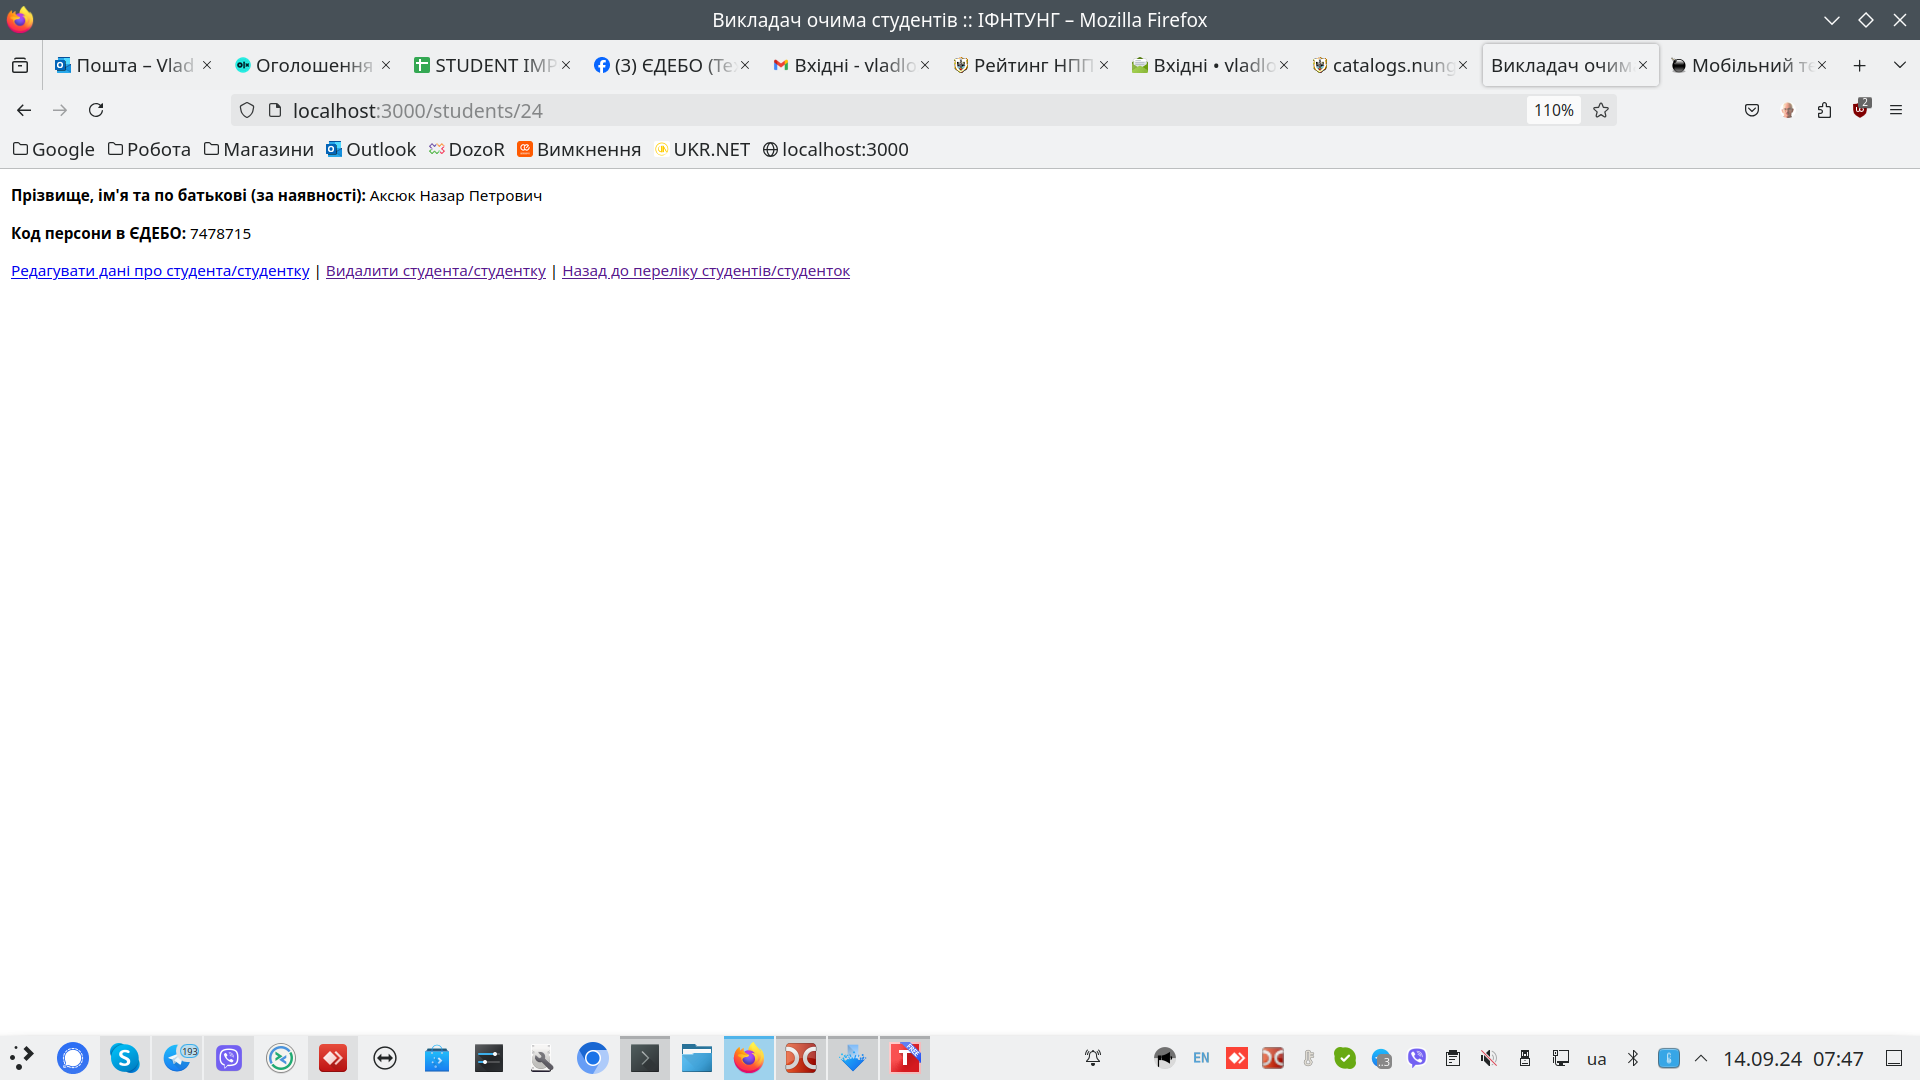 Викладач очима студентів :: ІФНТУНГ – Mozilla Firefox
Пошта – Vlad
Оголошення
STUDENT IMP
(3) ЄДЕБО (Те
Вхідні - vladlo
Рейтинг НПП
Вхідні • vladlo
catalogs.nung
Викладач очим
Мобільний те
localhost:3000/students/24
110%
2
Google
Робота
Магазини
Outlook
DozoR
Вимкнення
UKR.NET
localhost:3000
Прізвище, ім'я та по батькові (за наявності): Аксюк Назар Петрович
Код персони в ЄДЕБО: 7478715
Редагувати дані про студента/студентку | Видалити студента/студентку | Назад до переліку студентів/студенток
193
EN
ua
14.09.24 07:47